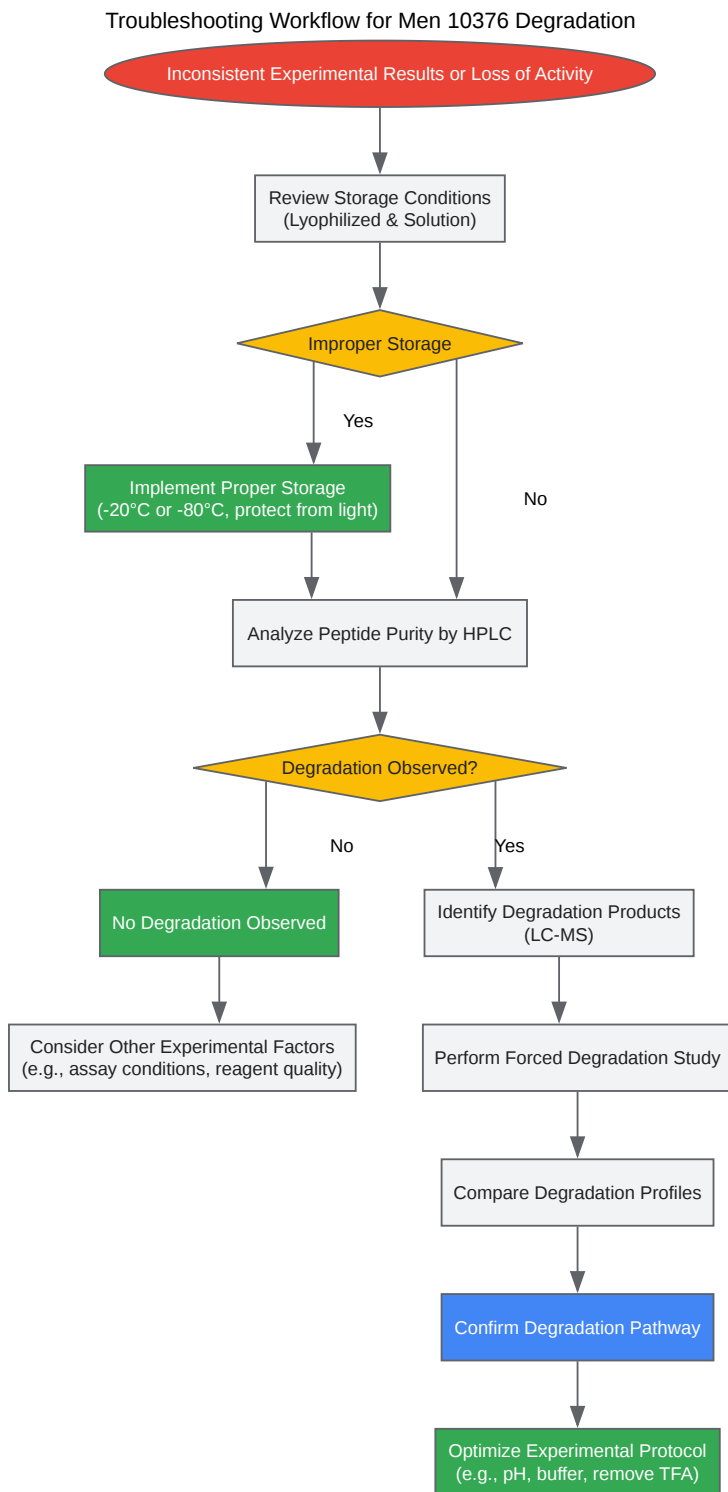 Troubleshooting Workflow for Men 10376 Degradation
Inconsistent Experimental Results or Loss of Activity
Review Storage Conditions
(Lyophilized & Solution)
Improper Storage
Yes
No
Implement Proper Storage
(-20°C or -80°C, protect from light)
Analyze Peptide Purity by HPLC
Degradation Observed?
No
Yes
No Degradation Observed
Identify Degradation Products
(LC-MS)
Consider Other Experimental Factors
(e.g., assay conditions, reagent quality)
Perform Forced Degradation Study
Compare Degradation Profiles
Confirm Degradation Pathway
Optimize Experimental Protocol
(e.g., pH, buffer, remove TFA)